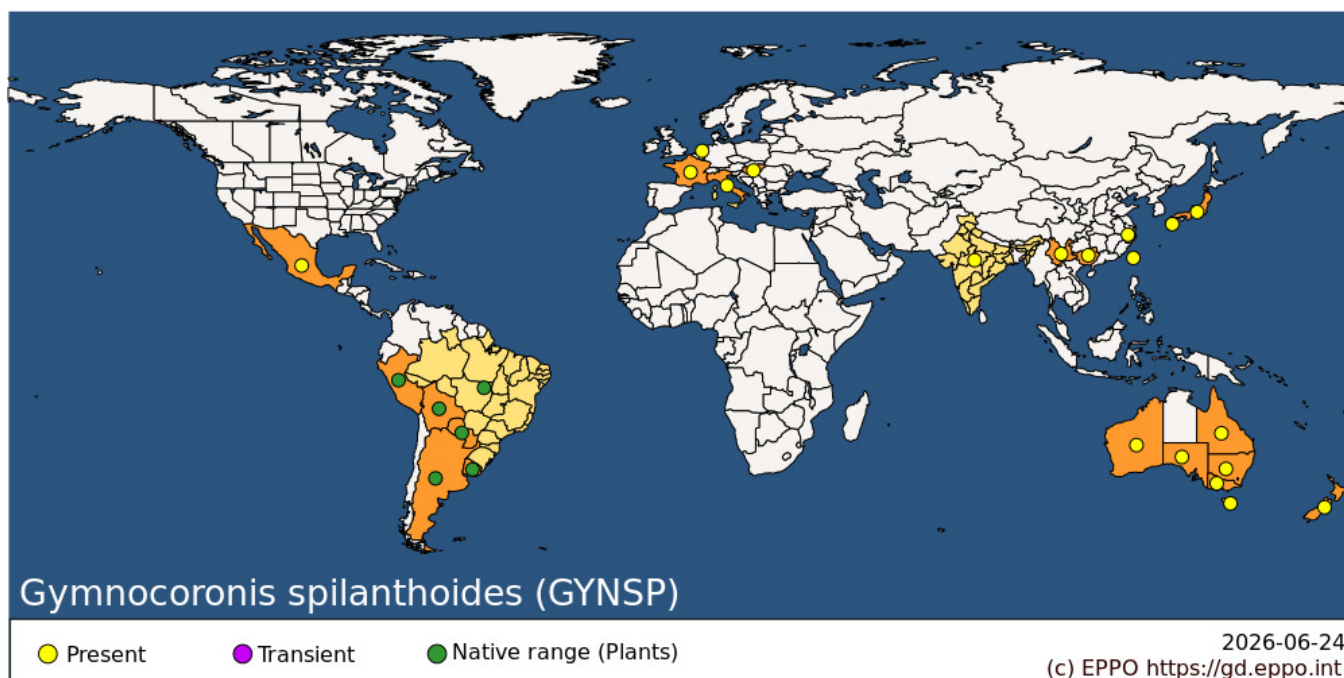 Gymnocoronis spilanthoides (GYNSP)
Present
Transient
Native range (Plants)
2026-06-24
(c) EPPO https://gd.eppo.int